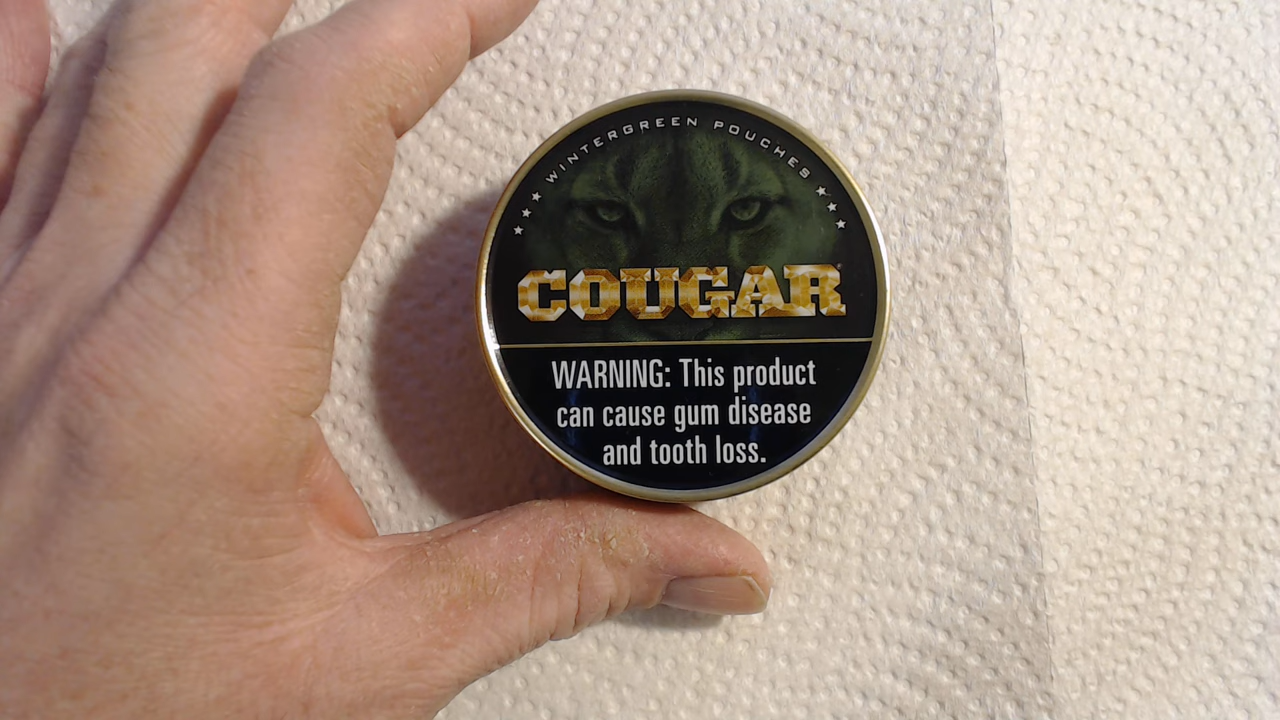 WINTERGREEN POUCHES
COUGAR
WARNING: This product
can cause gum disease
and tooth loss.